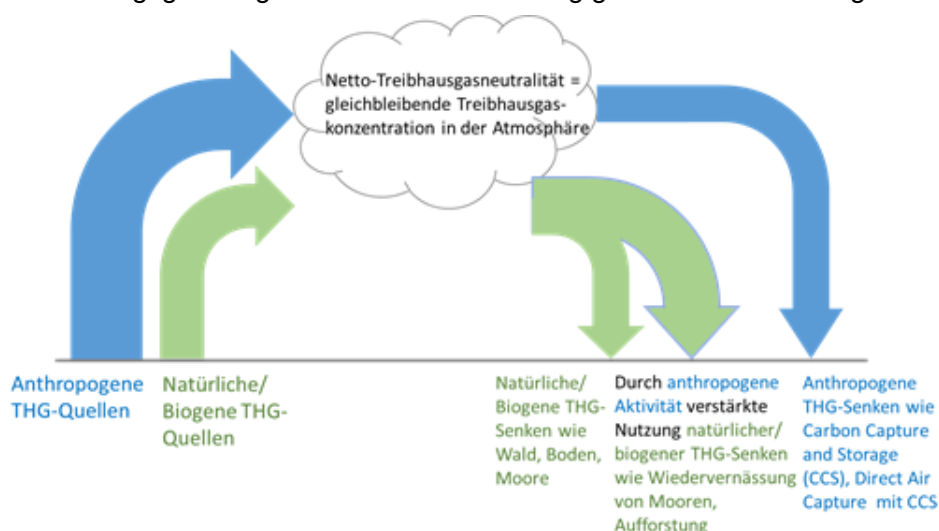 Netto-Treibhausgasneutralität =
gleichbleibende Treibhausgas-
konzentration in der Atmosphäre
Anthropogene
THG-Quellen
Natürliche/
Biogene THG-
Quellen
Natürliche/
Biogene THG-
Senken wie
Wald, Boden,
Moore
Durch anthropogene
Aktivität verstärkte
Nutzung natürlicher/
biogener THG-Senken
wie Wiedervernässung
von Mooren,
Aufforstung
Anthropogene
THG-Senken wie
Carbon Capture
and Storage
(CCS), Direct Air
Capture mit CCS